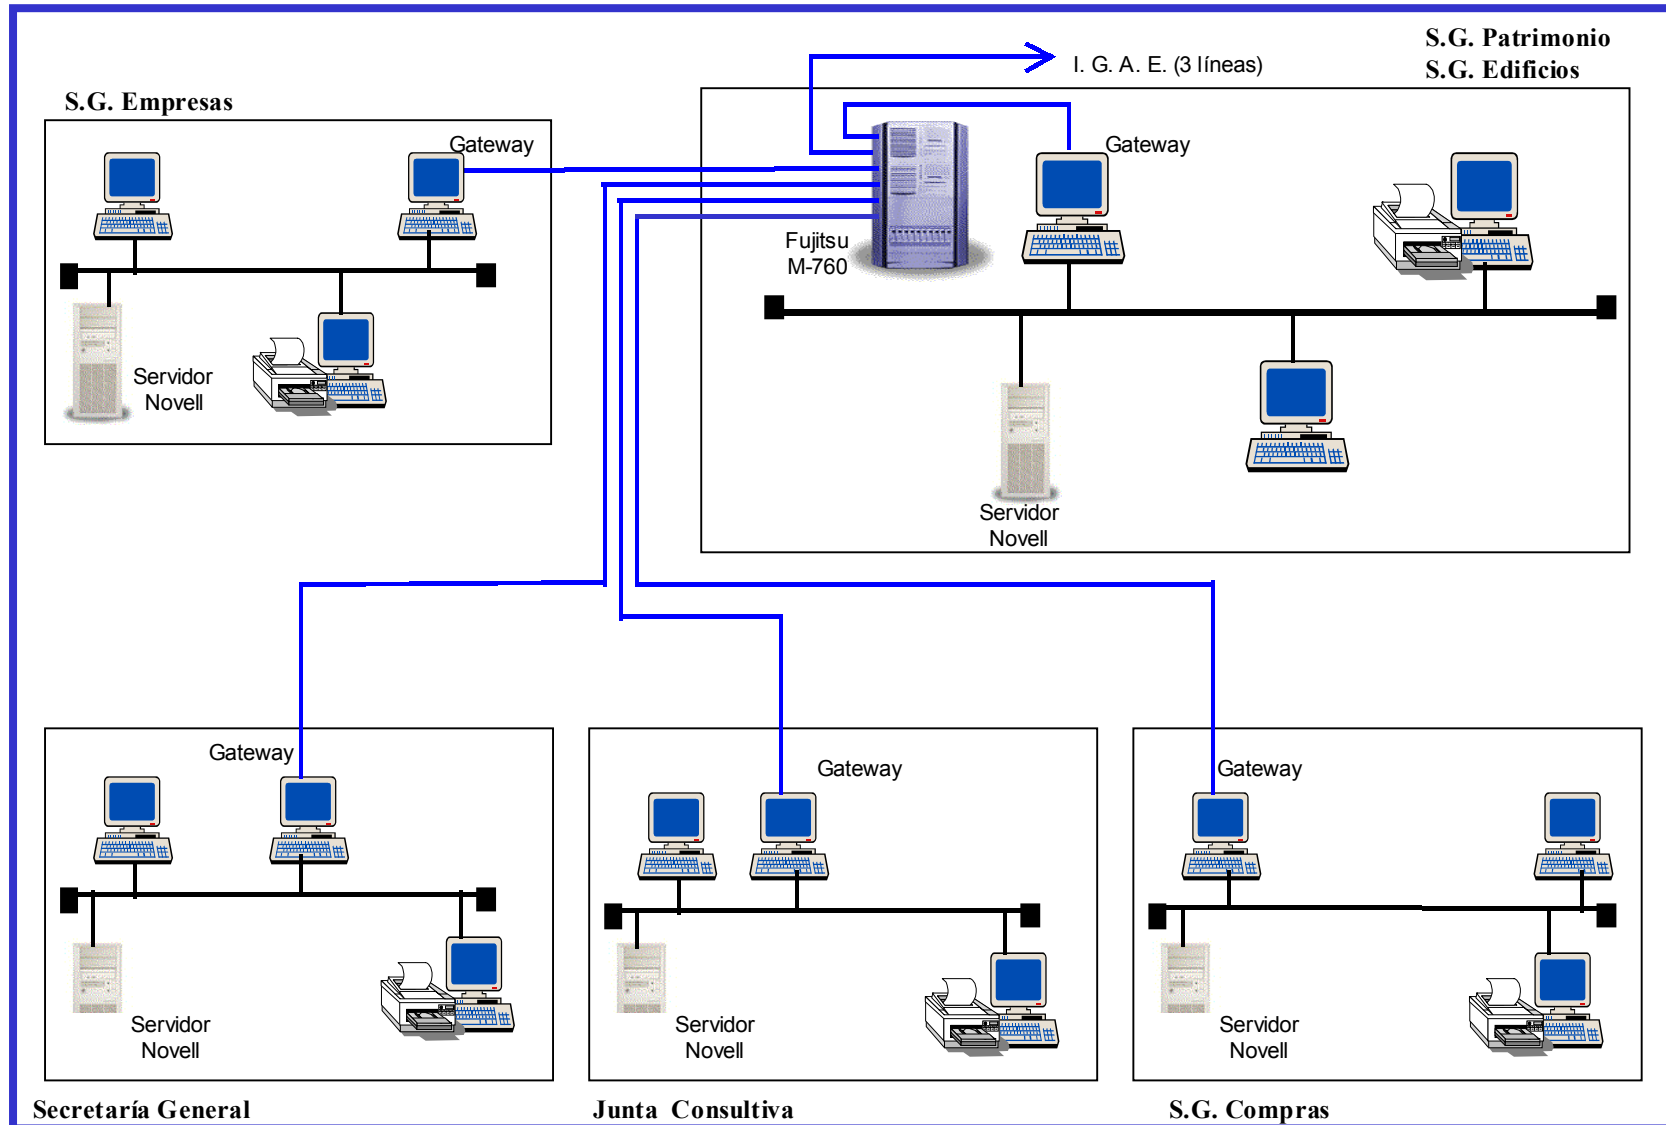 S.G. Patrimonio
S.G. Edificios
I. G. A. E. (3 líneas)
S.G. Empresas
Gateway
Servidor
Novell
Gateway
Fujitsu
M-760
Servidor
Novell
Gateway
Servidor
Novell
Secretaría General
Gateway
Servidor
Novell
Junta Consultiva
Gateway
Servidor
Novell
S.G. Compras